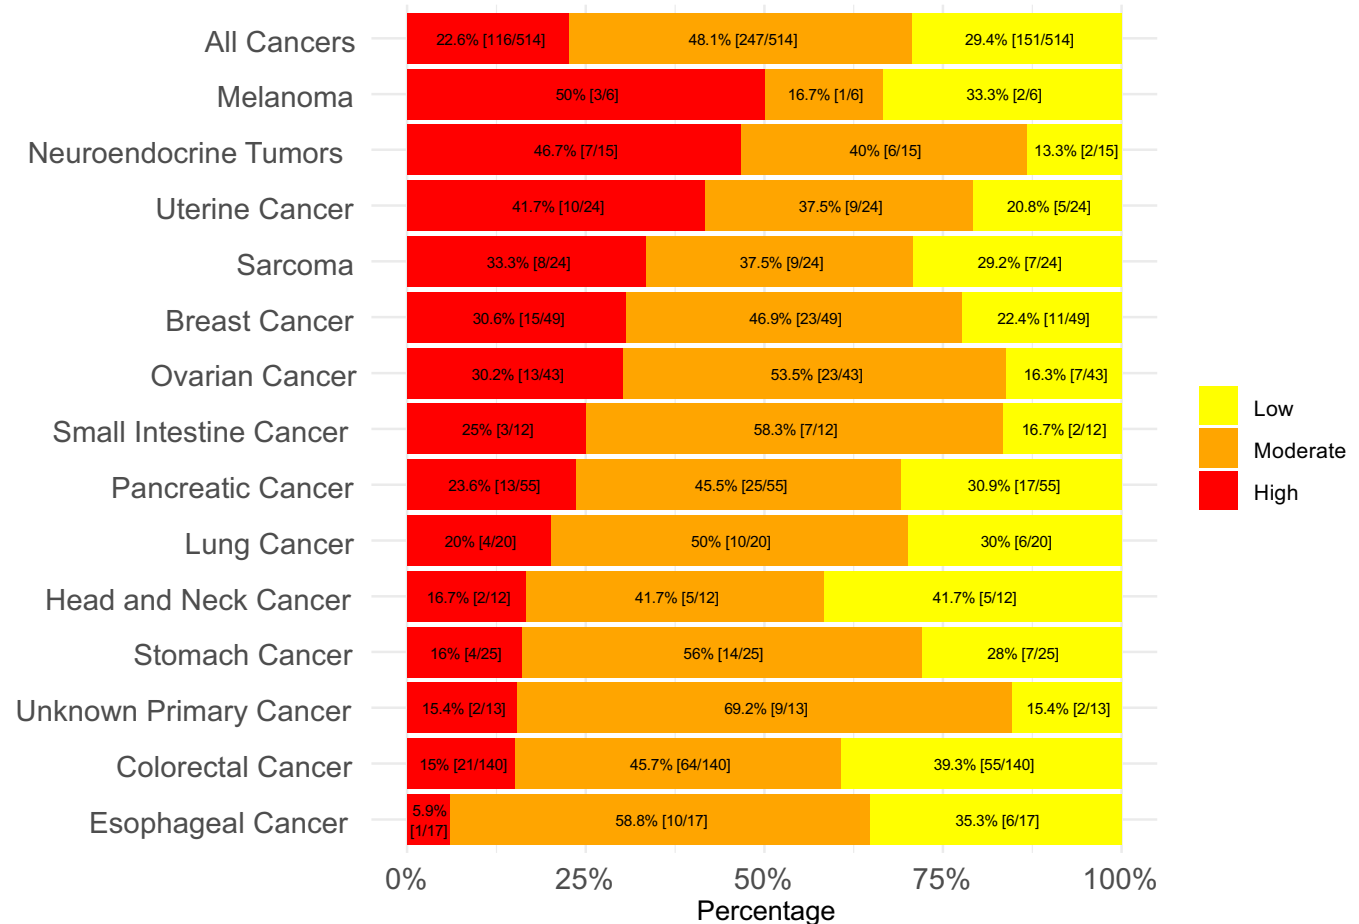 All Cancers 22.6% [116/514] 48.1% [247/514] 29.4% [151/514]
Melanoma 50% [3/6] 16.7% [1/6] 33.3% [2/6]
Neuroendocrine Tumors 46.7% [7/15] 40% [6/15] 13.3% [2/15]
Uterine Cancer 41.7% [10/24] 37.5% [9/24] 20.8% [5/24]
Sarcoma 33.3% [8/24] 37.5% [9/24] 29.2% [7/24]
Breast Cancer 30.6% [15/49] 46.9% [23/49] 22.4% [11/49]
Ovarian Cancer 30.2% [13/43] 53.5% [23/43] 16.3% [7/43]
Small Intestine Cancer 25% [3/12] 58.3% [7/12] 16.7% [2/12]
Pancreatic Cancer 23.6% [13/55] 45.5% [25/55] 30.9% [17/55]
Lung Cancer 20% [4/20] 50% [10/20] 30% [6/20]
Head and Neck Cancer 16.7% [2/12] 41.7% [5/12] 41.7% [5/12]
Stomach Cancer 16% [4/25] 56% [14/25] 28% [7/25]
Unknown Primary Cancer 15.4% [2/13] 69.2% [9/13] 15.4% [2/13]
Colorectal Cancer 15% [21/140] 45.7% [64/140] 39.3% [55/140]
Esophageal Cancer 5.9% [1/17] 58.8% [10/17] 35.3% [6/17]
0% 25% 50% 75% 100%
Percentage
Low
Moderate
High